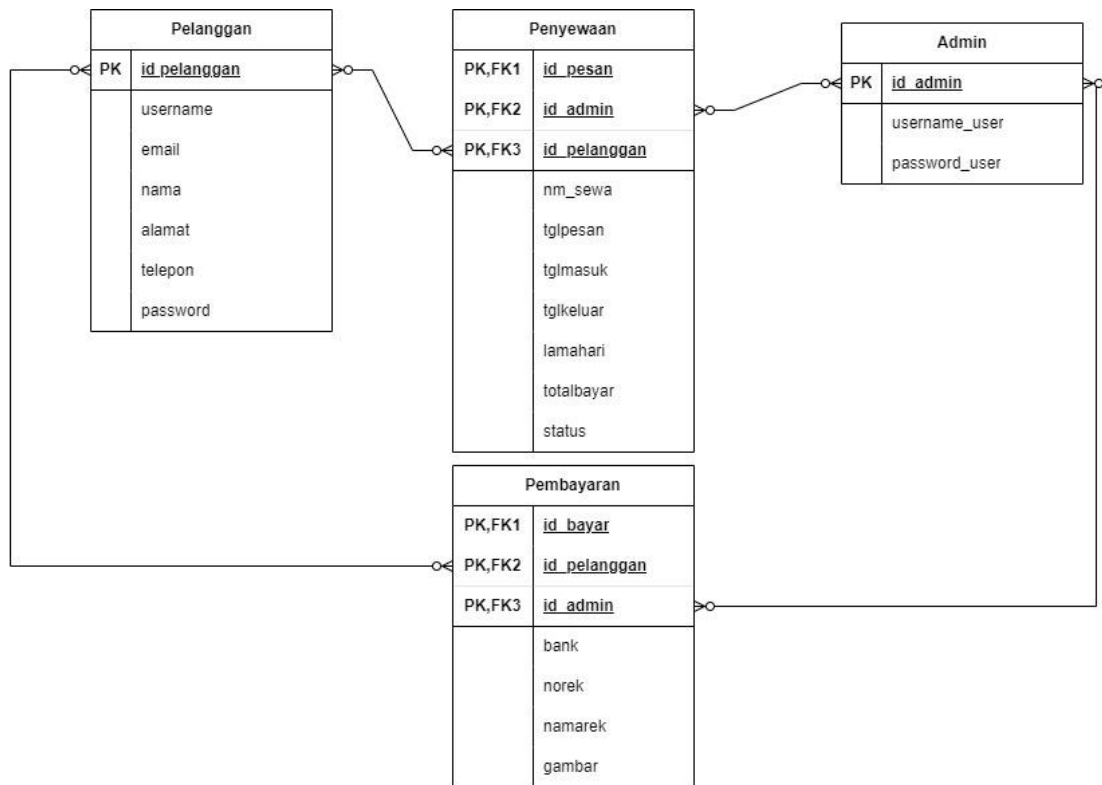 Pelanggan
PK id pelanggan
username
email
nama
alamat
telepon
password
Penyewaan
PK,FK1 id_pesan
PK,FK2 id_admin
PK,FK3 id_pelanggan
nm_sewa
tglpesan
tglmasuk
tglkeluar
lamahari
totalbayar
status
Admin
PK id_admin
username_user
password_user
Pembayaran
PK,FK1 id_bayar
PK,FK2 id_pelanggan
PK,FK3 id_admin
bank
norek
namarek
gambar